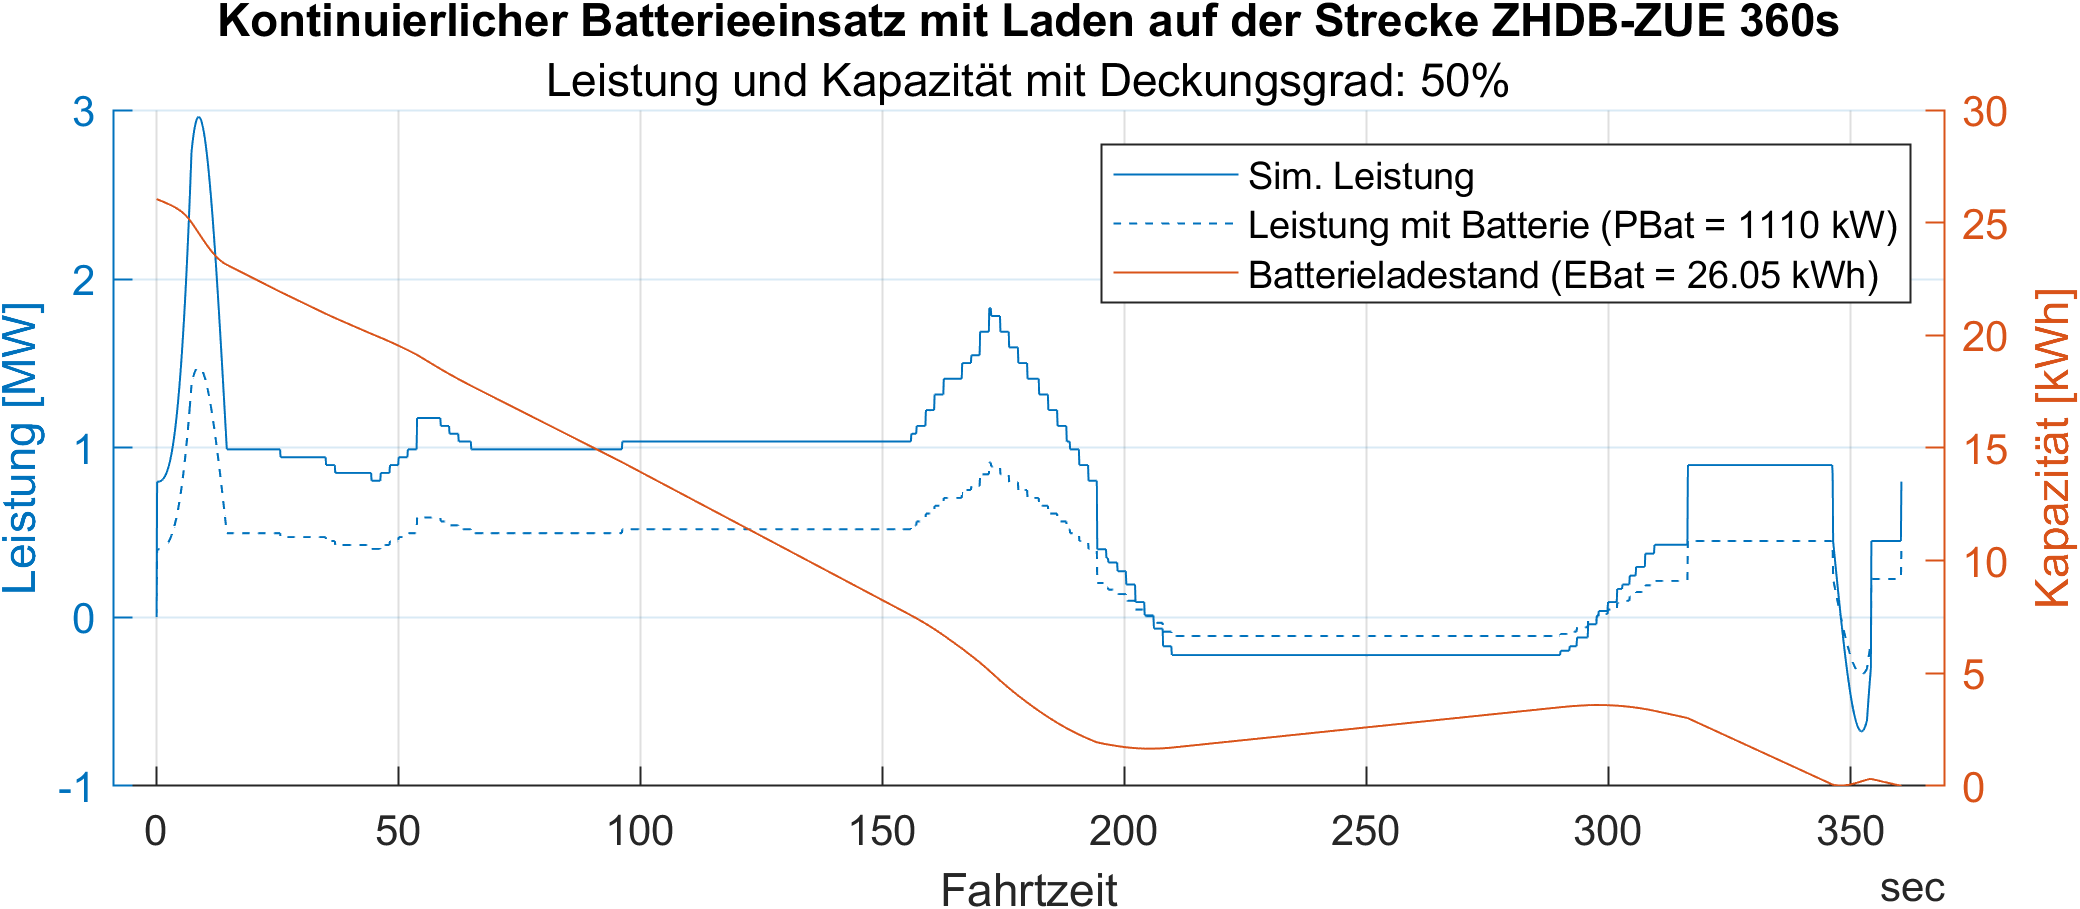 Kontinuierlicher Batterieeinsatz mit Laden auf der Strecke ZHDB-ZUE 360s
Leistung und Kapazität mit Deckungsgrad: 50%
Leistung [MW]
3
2
1
0
-1
Sim. Leistung
Leistung mit Batterie (PBat = 1110 kW)
Batterieladestand (EBat = 26.05 kWh)
30
25
20
15
10
5
0
Kapazität [kWh]
0 50 100 150 200 250 300 350
Fahrtzeit
sec